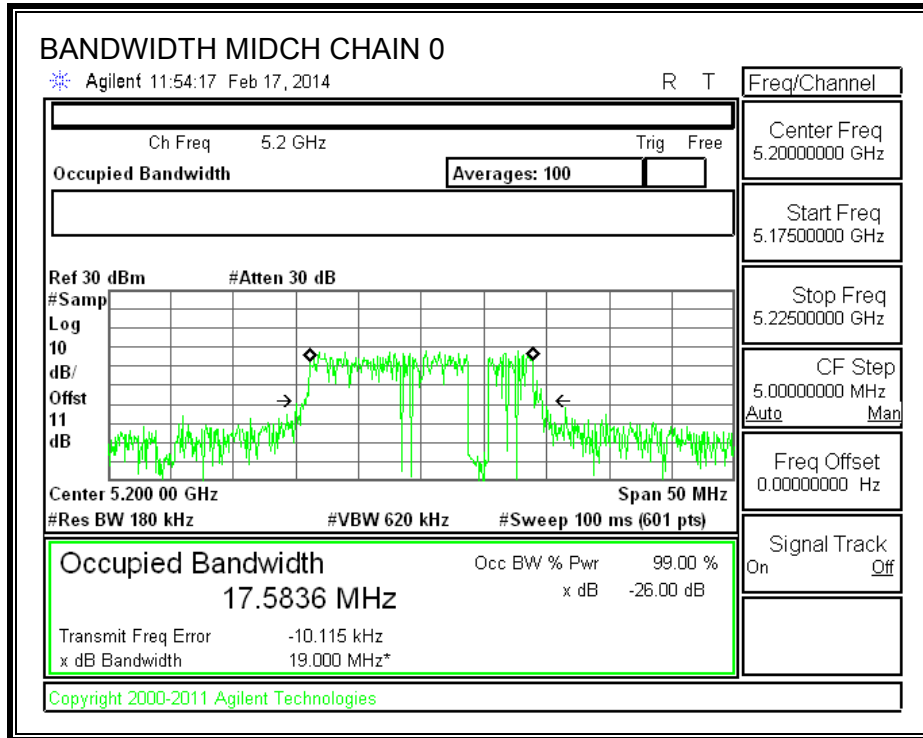 BANDWIDTH MIDCH CHAIN 0
Agilent 11:54:17 Feb 17, 2014 R T
Ch Freq 5.2 GHz Trig Free
Occupied Bandwidth Averages: 100
Ref 30 dBm #Atten 30 dB
#Samp
Log
10
dB/
Offst
11
dB
Center 5.200 00 GHz Span 50 MHz
#Res BW 180 kHz #VBW 620 kHz #Sweep 100 ms (601 pts)
Occupied Bandwidth Occ BW % Pwr 99.00 %
17.5836 MHz x dB -26.00 dB
Transmit Freq Error -10.115 kHz
x dB Bandwidth 19.000 MHz*
Copyright 2000-2011 Agilent Technologies
Freq/Channel
Center Freq
5.20000000 GHz
Start Freq
5.17500000 GHz
Stop Freq
5.22500000 GHz
CF Step
5.00000000 MHz
Auto Man
Freq Offset
0.00000000 Hz
Signal Track
On Off